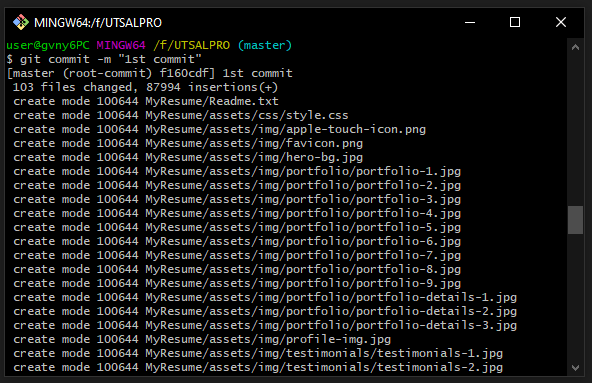 MINGW64:/f/UTSALPRO
user@gvny6PC MINGW64 /f/UTSALPRO (master)
$ git commit -m "1st commit"
[master (root-commit) f160cdf] 1st commit
 103 files changed, 87994 insertions(+)
 create mode 100644 MyResume/Readme.txt
 create mode 100644 MyResume/assets/css/style.css
 create mode 100644 MyResume/assets/img/apple-touch-icon.png
 create mode 100644 MyResume/assets/img/favicon.png
 create mode 100644 MyResume/assets/img/hero-bg.jpg
 create mode 100644 MyResume/assets/img/portfolio/portfolio-1.jpg
 create mode 100644 MyResume/assets/img/portfolio/portfolio-2.jpg
 create mode 100644 MyResume/assets/img/portfolio/portfolio-3.jpg
 create mode 100644 MyResume/assets/img/portfolio/portfolio-4.jpg
 create mode 100644 MyResume/assets/img/portfolio/portfolio-5.jpg
 create mode 100644 MyResume/assets/img/portfolio/portfolio-6.jpg
 create mode 100644 MyResume/assets/img/portfolio/portfolio-7.jpg
 create mode 100644 MyResume/assets/img/portfolio/portfolio-8.jpg
 create mode 100644 MyResume/assets/img/portfolio/portfolio-9.jpg
 create mode 100644 MyResume/assets/img/portfolio/portfolio-details-1.jpg
 create mode 100644 MyResume/assets/img/portfolio/portfolio-details-2.jpg
 create mode 100644 MyResume/assets/img/portfolio/portfolio-details-3.jpg
 create mode 100644 MyResume/assets/img/profile-img.jpg
 create mode 100644 MyResume/assets/img/testimonials/testimonials-1.jpg
 create mode 100644 MyResume/assets/img/testimonials/testimonials-2.jpg